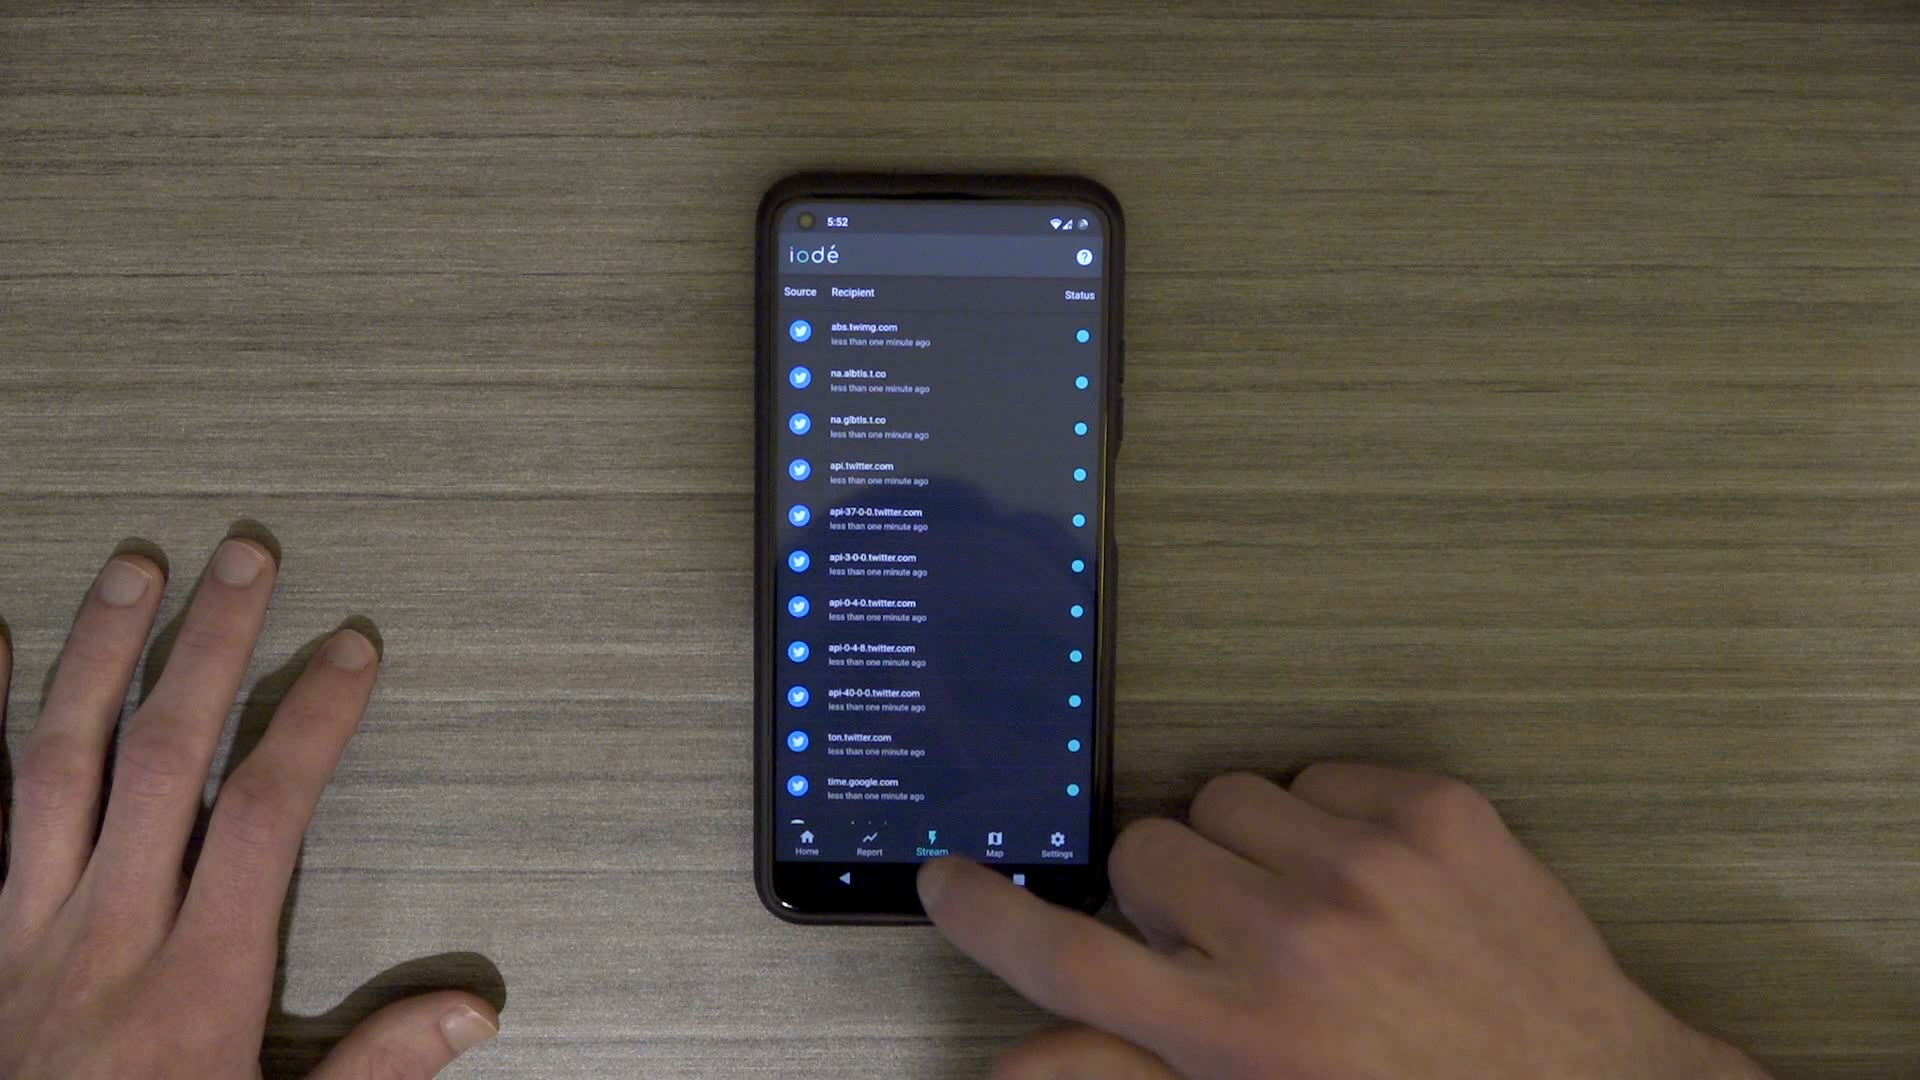 5:52
iodé
Source Recipient Status
abs.twimg.com
less than one minute ago
na.albtls.t.co
less than one minute ago
na.glbtls.t.co
less than one minute ago
api.twitter.com
less than one minute ago
api-37-0-0.twitter.com
less than one minute ago
api-3-0-0.twitter.com
less than one minute ago
api-0-4-0.twitter.com
less than one minute ago
api-0-4-8.twitter.com
less than one minute ago
api-40-0-0.twitter.com
less than one minute ago
ton.twitter.com
less than one minute ago
time.google.com
less than one minute ago
Home Report Stream Map Settings